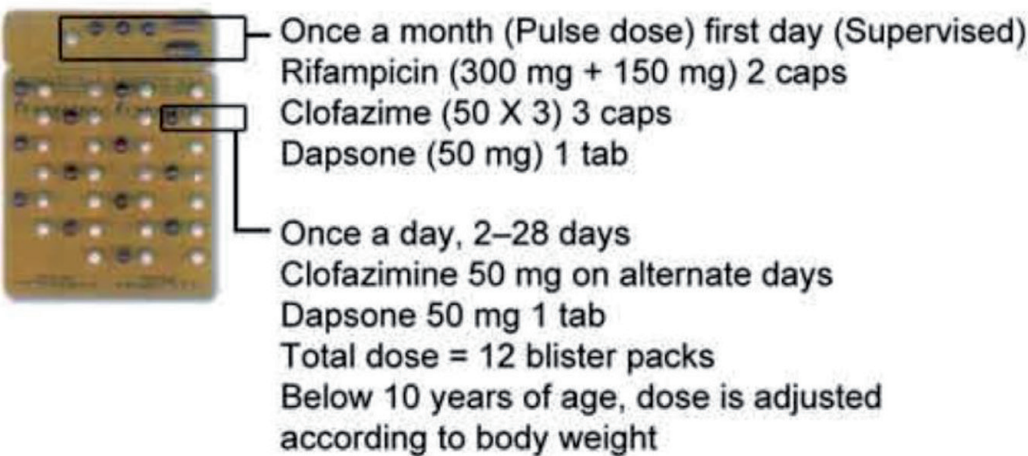 Once a month (Pulse dose) first day (Supervised)
Rifampicin (300 mg + 150 mg) 2 caps
Clofazime (50 X 3) 3 caps
Dapsone (50 mg) 1 tab
Once a day, 2–28 days
Clofazimine 50 mg on alternate days
Dapsone 50 mg 1 tab
Total dose = 12 blister packs
Below 10 years of age, dose is adjusted
according to body weight